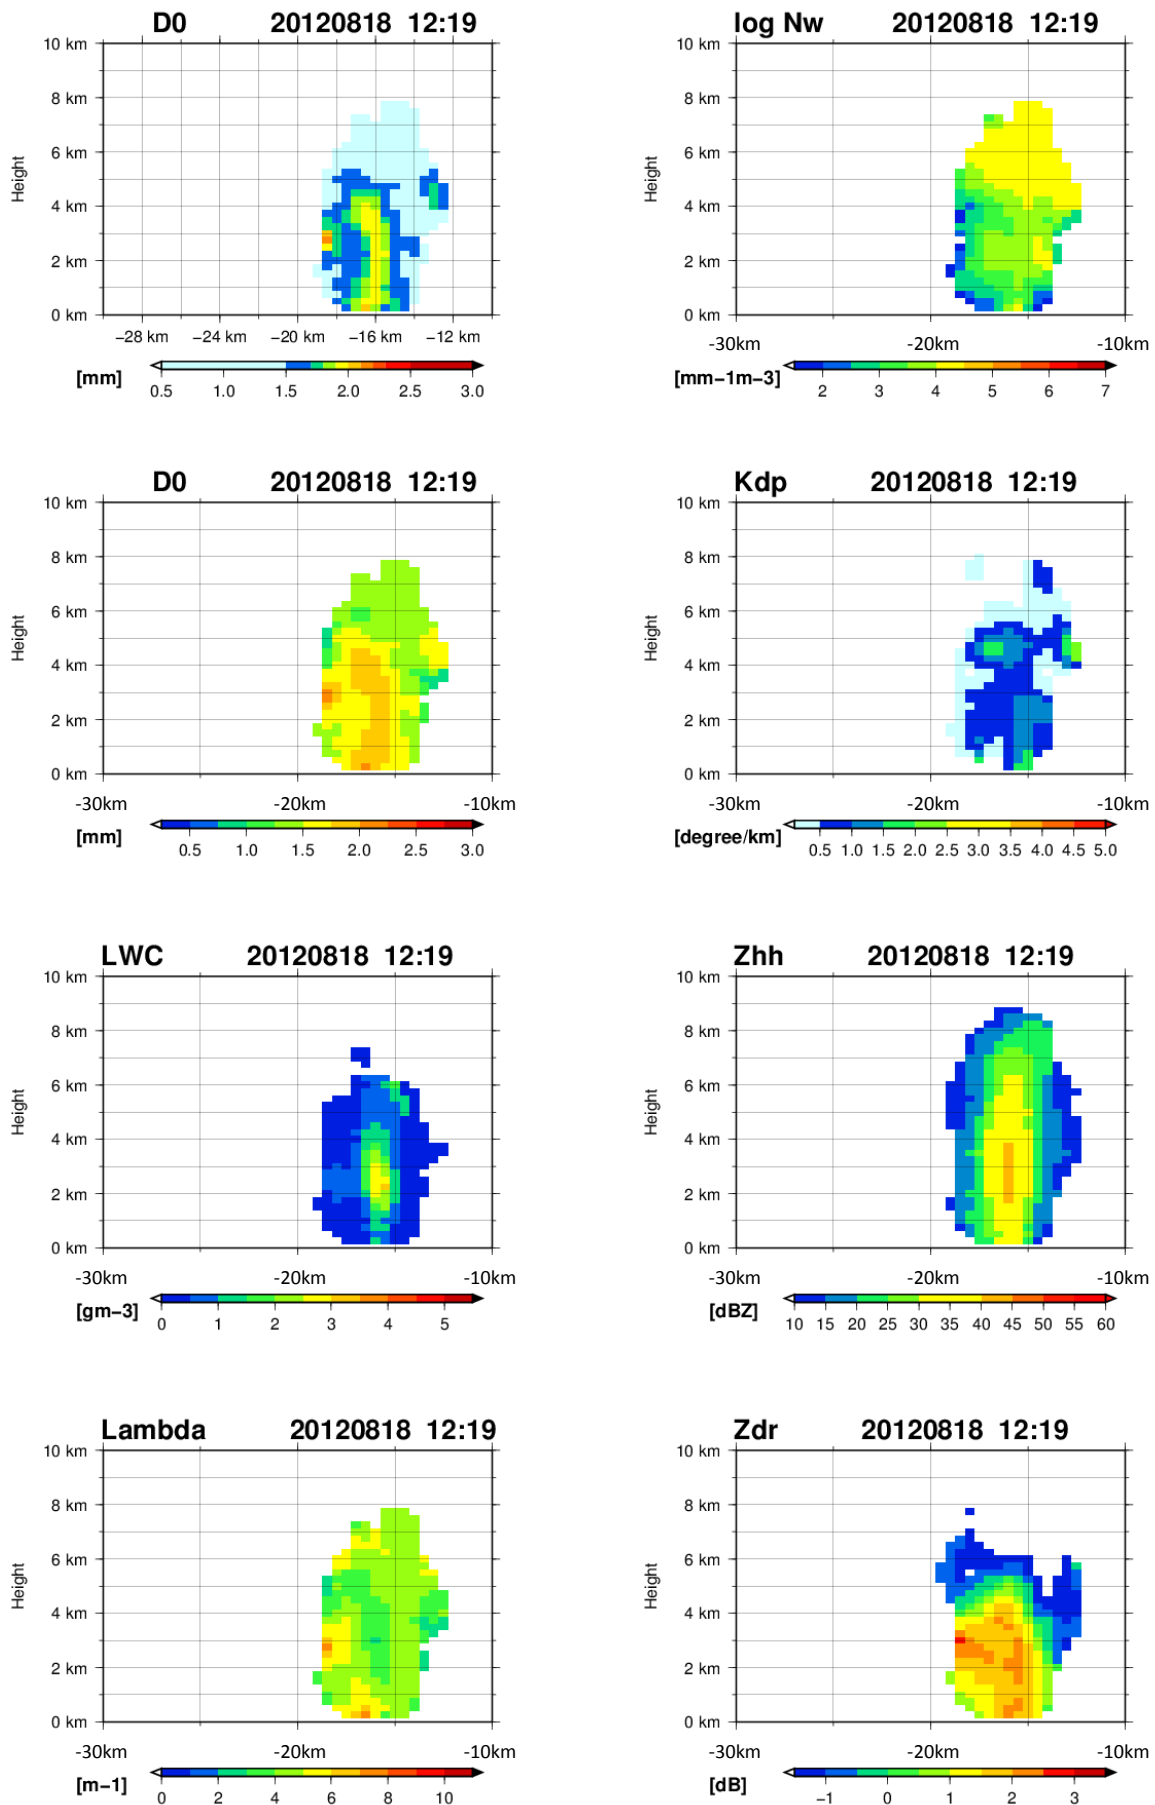 D0 20120818 12:19
10 km
8 km
6 km
4 km
2 km
0 km
Height
−28 km −24 km −20 km −16 km −12 km
[mm]
0.5 1.0 1.5 2.0 2.5 3.0
log Nw 20120818 12:19
10 km
8 km
6 km
4 km
2 km
0 km
Height
-30km -20km -10km
[mm−1m−3]
2 3 4 5 6 7
D0 20120818 12:19
10 km
8 km
6 km
4 km
2 km
0 km
Height
-30km -20km -10km
[mm]
0.5 1.0 1.5 2.0 2.5 3.0
Kdp 20120818 12:19
10 km
8 km
6 km
4 km
2 km
0 km
Height
-30km -20km -10km
[degree/km]
0.5 1.0 1.5 2.0 2.5 3.0 3.5 4.0 4.5 5.0
LWC 20120818 12:19
10 km
8 km
6 km
4 km
2 km
0 km
Height
-30km -20km -10km
[gm−3]
0 1 2 3 4 5
Zhh 20120818 12:19
10 km
8 km
6 km
4 km
2 km
0 km
Height
-30km -20km -10km
[dBZ]
10 15 20 25 30 35 40 45 50 55 60
Lambda 20120818 12:19
10 km
8 km
6 km
4 km
2 km
0 km
Height
-30km -20km -10km
[m−1]
0 2 4 6 8 10
Zdr 20120818 12:19
10 km
8 km
6 km
4 km
2 km
0 km
Height
-30km -20km -10km
[dB]
−1 0 1 2 3